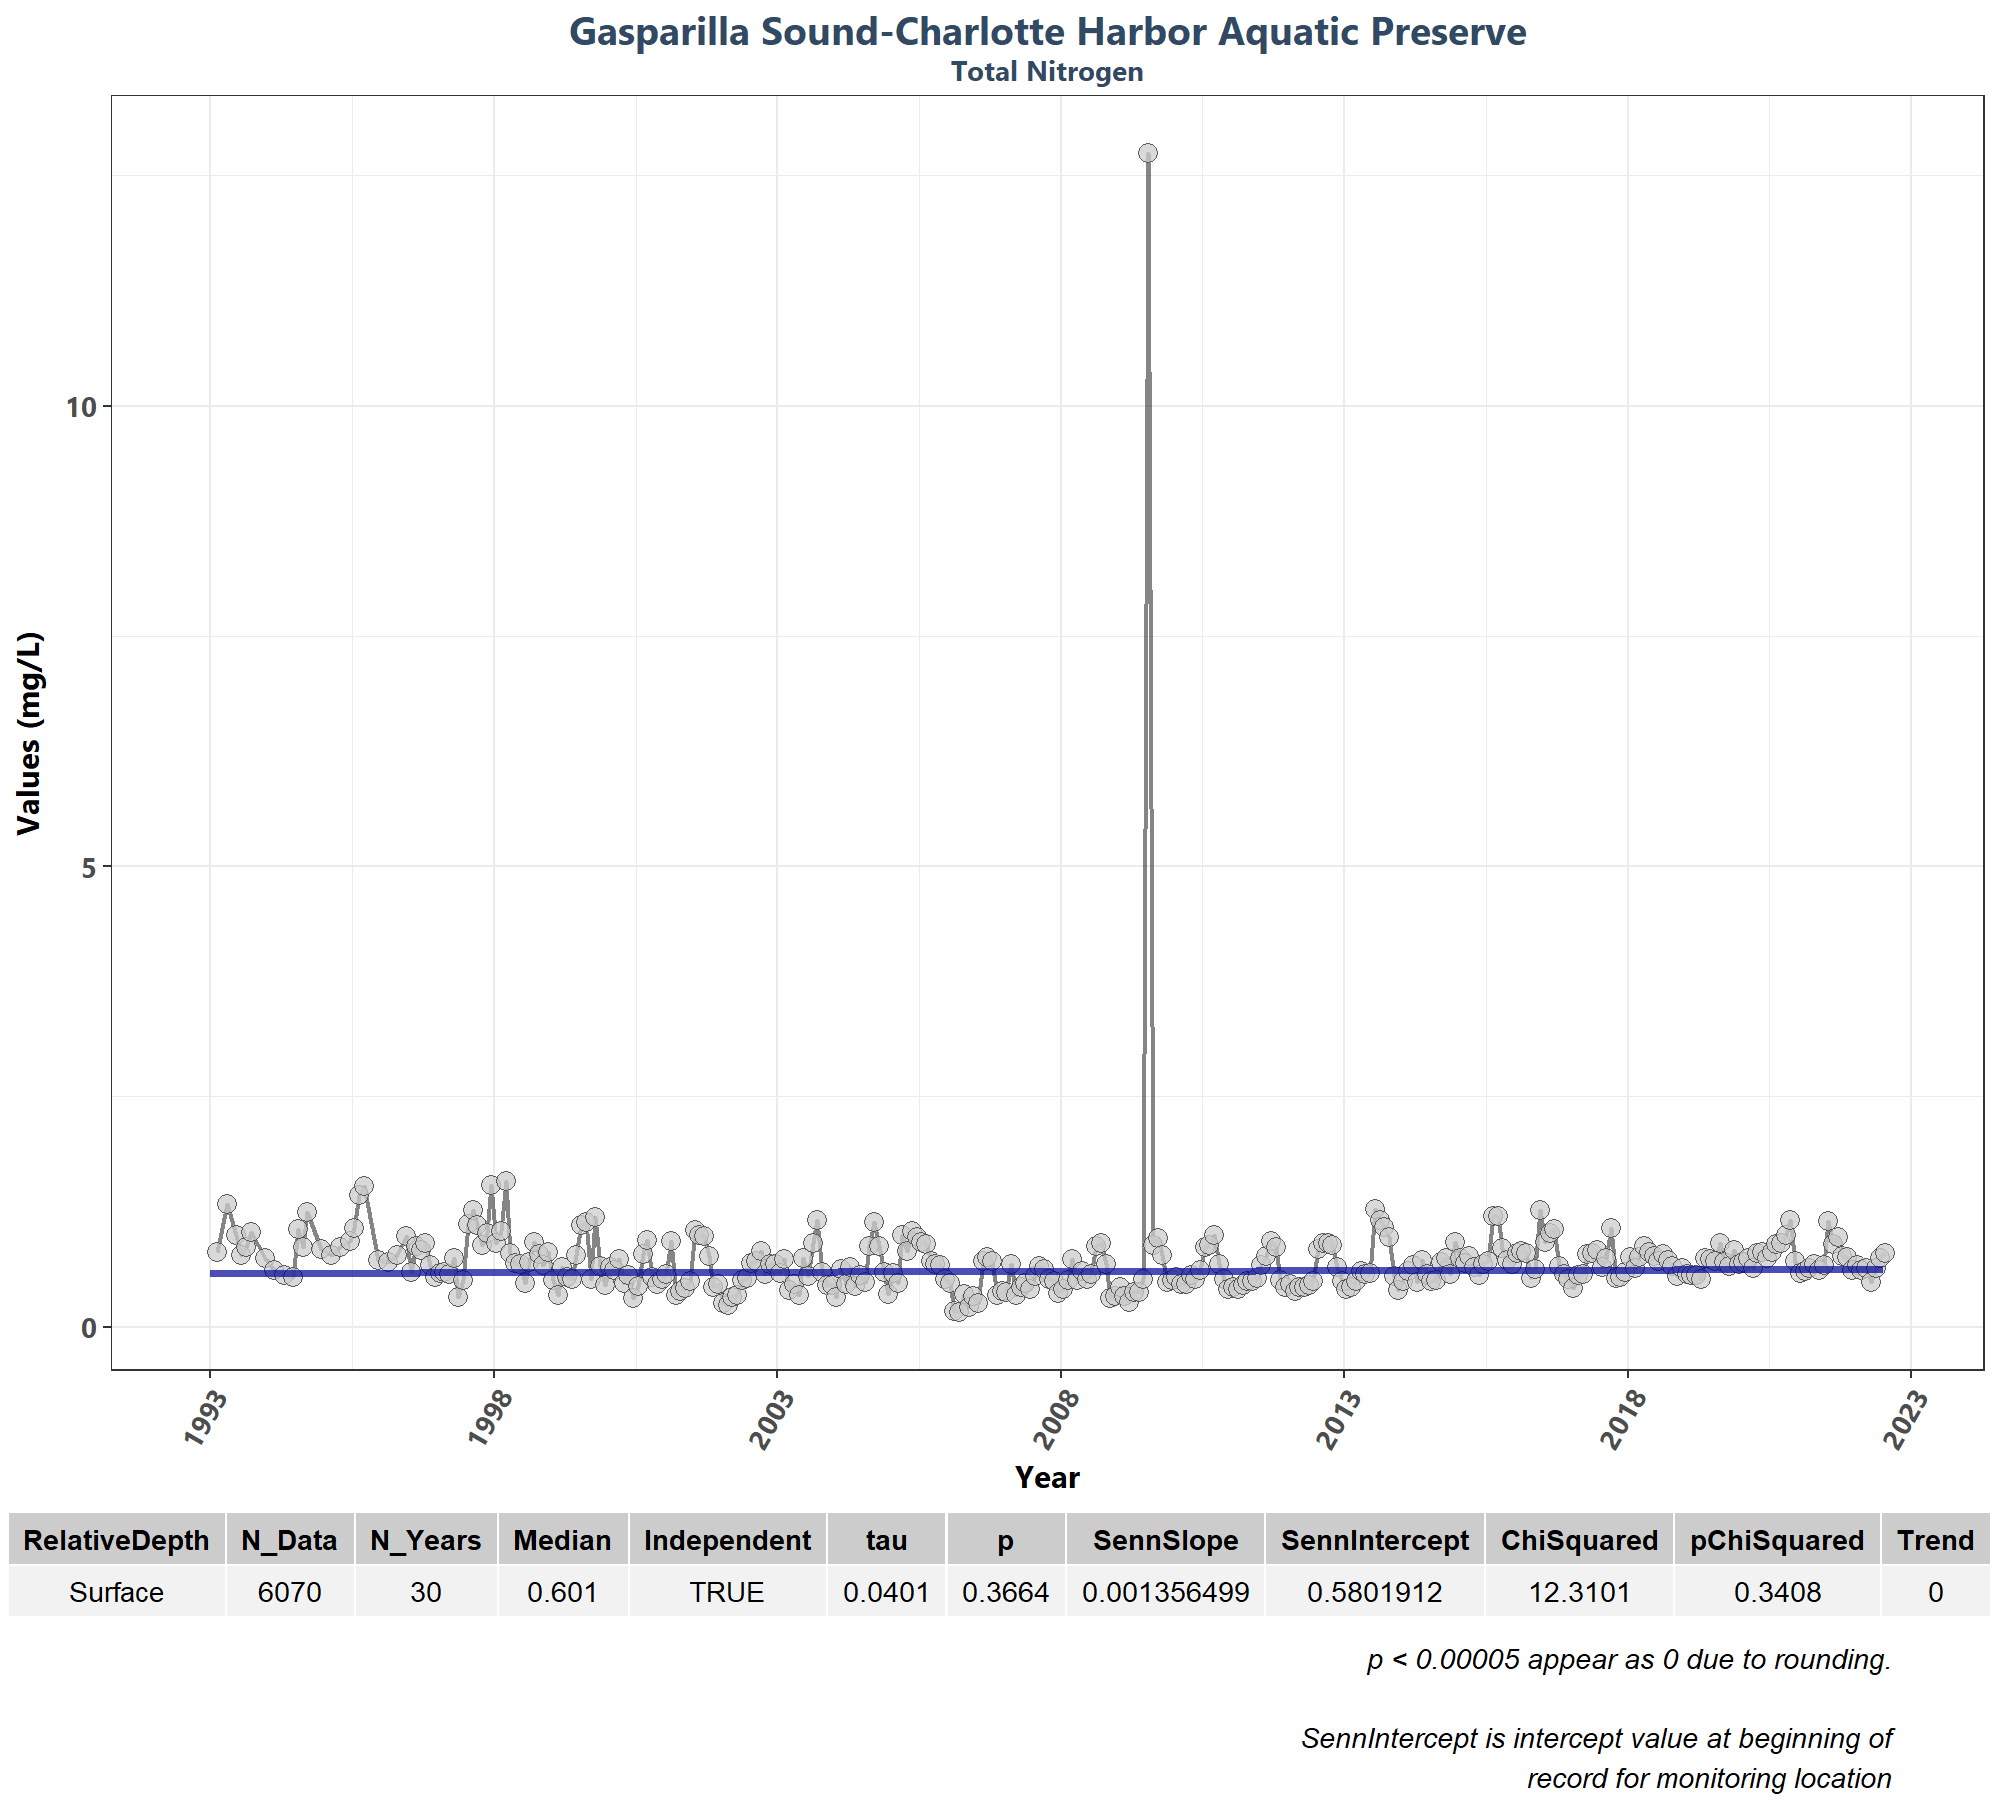 Gasparilla Sound-Charlotte Harbor Aquatic Preserve
Total Nitrogen
Values (mg/L)
10
5
0
1993
1998
2003
2008
2013
2018
2023
Year
RelativeDepth N_Data N_Years Median Independent tau p SennSlope SennIntercept ChiSquared pChiSquared Trend
Surface 6070 30 0.601 TRUE 0.0401 0.3664 0.001356499 0.5801912 12.3101 0.3408 0
p < 0.00005 appear as 0 due to rounding.
SennIntercept is intercept value at beginning of
record for monitoring location